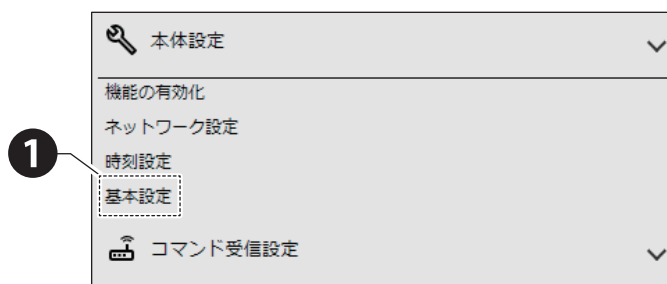 本体設定
機能の有効化
ネットワーク設定
時刻設定
1
基本設定
コマンド受信設定